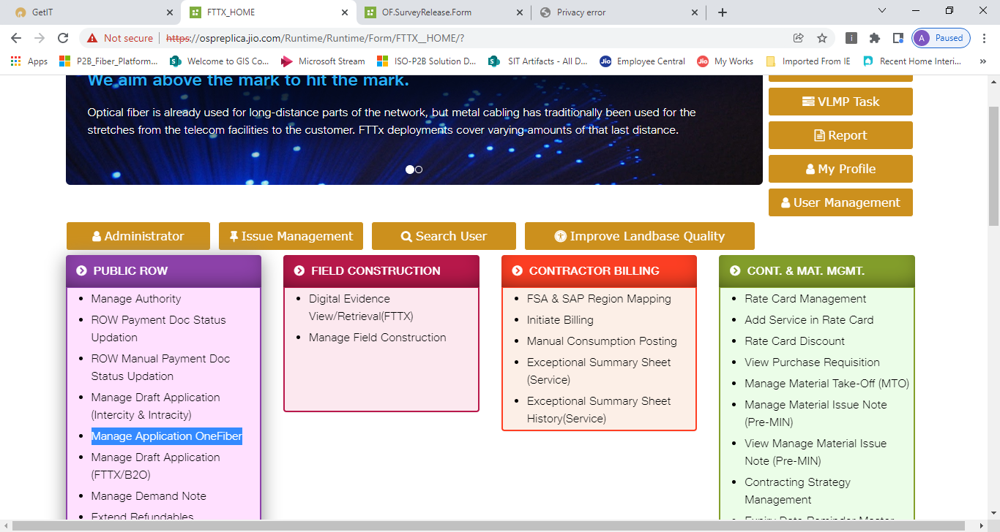 GetIT
FTTX_HOME
OF.SurveyRelease.Form
Privacy error
Not secure
https://ospreplica.jio.com/Runtime/Runtime/Form/FTTX__HOME/?
A
Paused
Apps
P2B_Fiber_Platform...
Welcome to GIS Co...
Microsoft Stream
ISO-P2B Solution D...
SIT Artifacts - All D...
Jio
Employee Central
Jio
My Works
Imported From IE
Recent Home Interi...
We aim above the mark to hit the mark.
Optical fiber is already used for long-distance parts of the network, but metal cabling has traditionally been used for the
stretches from the telecom facilities to the customer. FTTx deployments cover varying amounts of that last distance.
VLMP Task
Report
My Profile
User Management
Administrator
Issue Management
Search User
Improve Landbase Quality
PUBLIC ROW
Manage Authority
ROW Payment Doc Status
Updation
ROW Manual Payment Doc
Status Updation
Manage Draft Application
(Intercity & Intracity)
Manage Application OneFiber
Manage Draft Application
(FTTX/B2O)
Manage Demand Note
Extend Refundables
FIELD CONSTRUCTION
Digital Evidence
View/Retrieval(FTTX)
Manage Field Construction
CONTRACTOR BILLING
FSA & SAP Region Mapping
Initiate Billing
Manual Consumption Posting
Exceptional Summary Sheet
(Service)
Exceptional Summary Sheet
History(Service)
CONT. & MAT. MGMT.
Rate Card Management
Add Service in Rate Card
Rate Card Discount
View Purchase Requisition
Manage Material Take-Off (MTO)
Manage Material Issue Note
(Pre-MIN)
View Manage Material Issue
Note (Pre-MIN)
Contracting Strategy
Management
Expiry Date Reminder Master